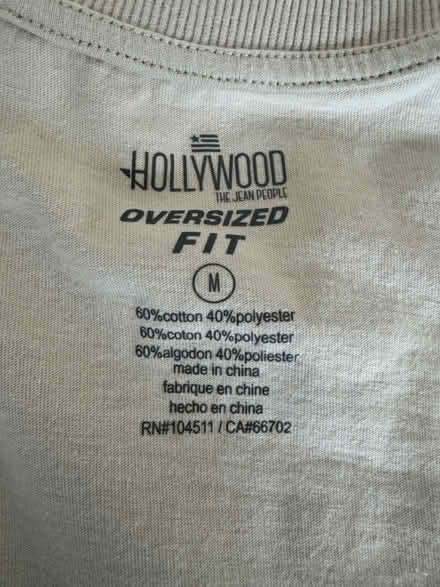 HOLLYWOOD
THE JEAN PEOPLE
OVERSIZED
FIT
M
60%cotton 40%polyester
60%coton 40%polyester
60%algodon 40%poliester
made in china
fabrique en chine
hecho en china
RN#104511 / CA#66702